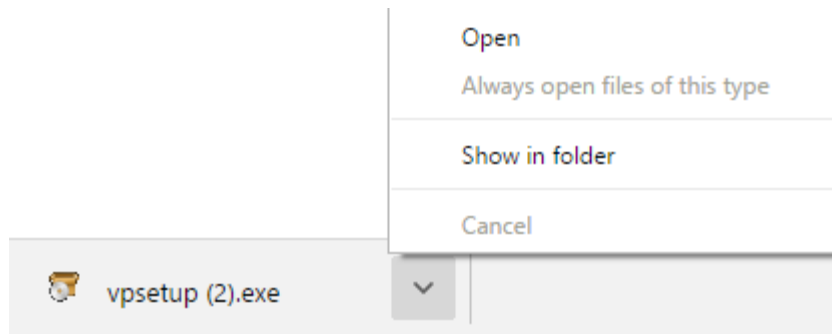 Open
Always open files of this type
Show in folder
Cancel
vpsetup (2).exe